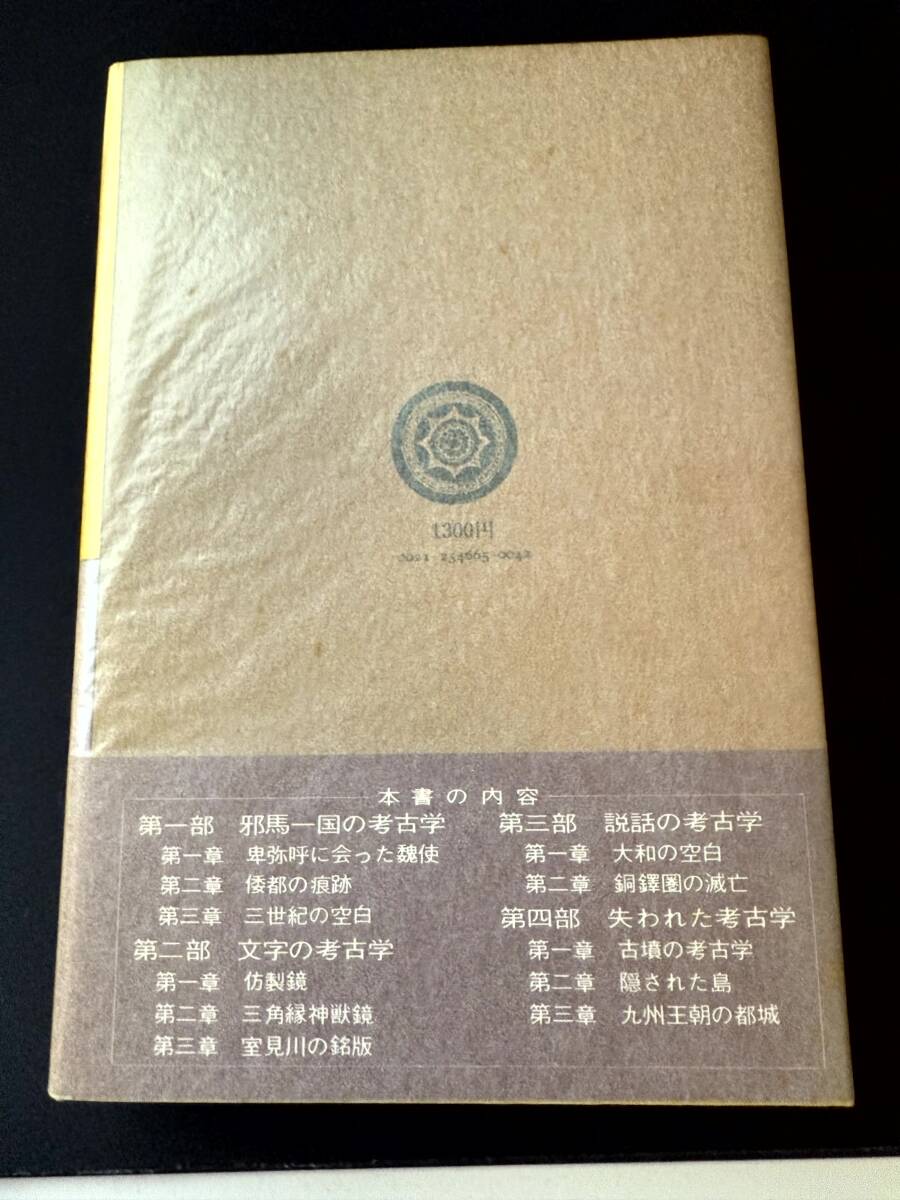 1300円
0021-254665-0042
本書の内容
第一部 邪馬一国の考古学
第一章 卑弥呼に会った魏使
第二章 倭都の痕跡
第三章 三世紀の空白
第二部 文字の考古学
第一章 仿製鏡
第二章 三角縁神獣鏡
第三章 室見川の銘版
第三部 説話の考古学
第一章 大和の空白
第二章 銅鐸圏の滅亡
第四部 失われた考古学
第一章 古墳の考古学
第二章 隠された島
第三章 九州王朝の都城